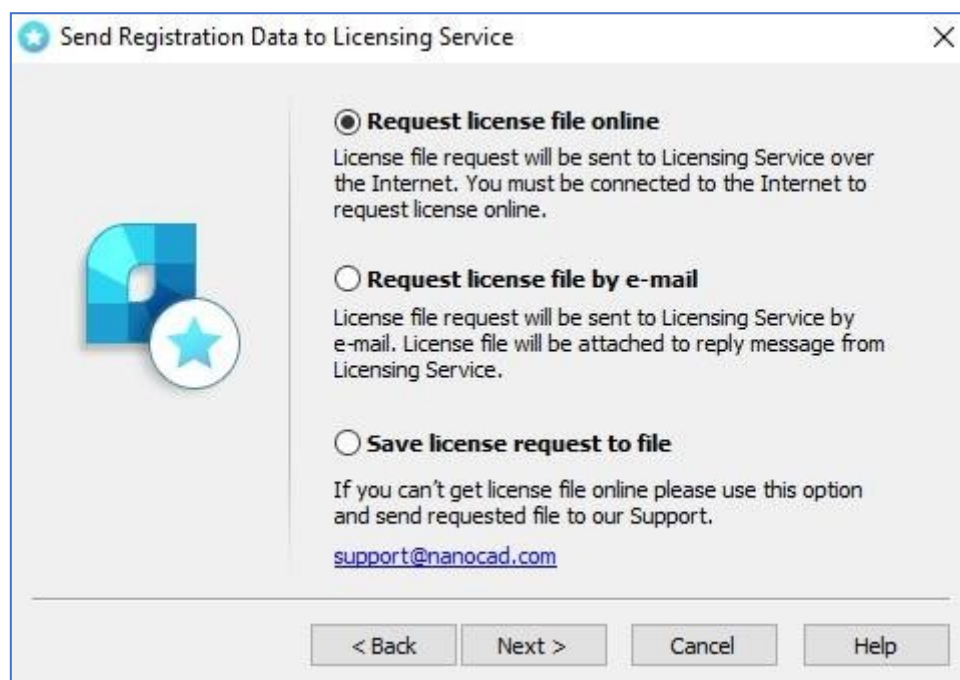 Send Registration Data to Licensing Service
Request license file online
License file request will be sent to Licensing Service over
the Internet. You must be connected to the Internet to
request license online.
Request license file by e-mail
License file request will be sent to Licensing Service by
e-mail. License file will be attached to reply message from
Licensing Service.
Save license request to file
If you can't get license file online please use this option
and send requested file to our Support.
support@nanocad.com
< Back Next > Cancel Help